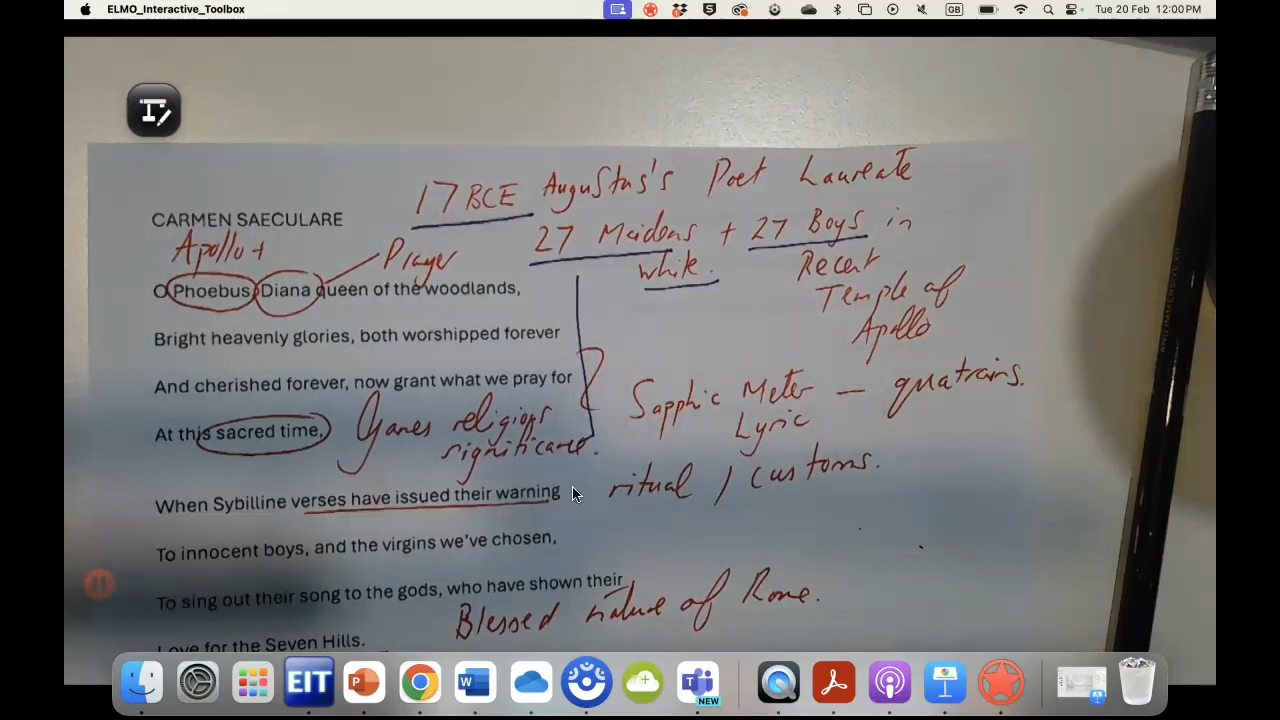 ELMO_Interactive_Toolbox
GB
Tue 20 Feb 12:00 PM
17 BCE Augustus's Poet Laureate
CARMEN SAECULARE
27 Maidens + 27 Boys in
white.
Recent
Temple of
Apollo
Apollo +
Prayer
O Phoebus, Diana queen of the woodlands,
Bright heavenly glories, both worshipped forever
And cherished forever, now grant what we pray for
Sapphic Meter – quatrains.
Lyric
At this sacred time,
Games religious
significance.
When Sybilline verses have issued their warning
ritual / customs.
To innocent boys, and the virgins we've chosen,
To sing out their song to the gods, who have shown their
Blessed nature of Rome.
Love for the Seven Hills.
EIT
P
W
T
NEW